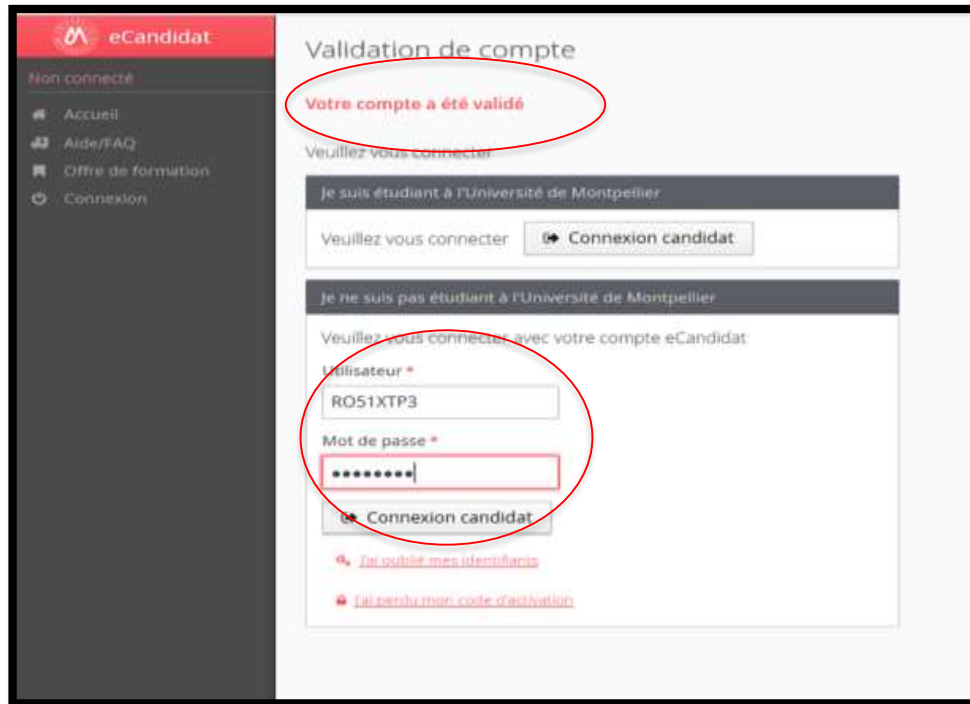 eCandidat
Non connecté
Accueil
Aide/FAQ
Offre de formation
Connexion
Validation de compte
Votre compte a été validé
Veuillez vous connecter
Je suis étudiant à l'Université de Montpellier
Veuillez vous connecter Connexion candidat
Je ne suis pas étudiant à l'Université de Montpellier
Veuillez vous connecter avec votre compte eCandidat
Utilisateur *
RO51XTP3
Mot de passe *
••••••••
Connexion candidat
J'ai oublié mes identifiants
J'ai perdu mon code d'activation